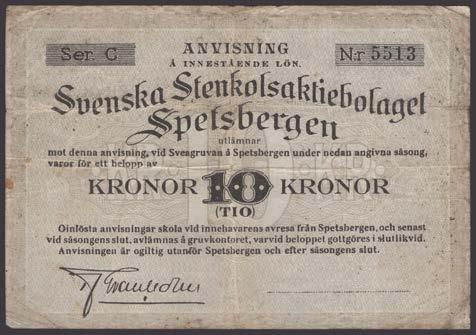 Ser. C
ANVISNING
Å INNESTÅENDE LÖN.
N:r 5513
Svenska Stenkolsaktiebolaget
Spetsbergen
utlämnar
mot denna anvisning, vid Sveagruvan å Spetsbergen under nedan angivna säsong,
varor för ett belopp av
KRONOR 10 KRONOR
(TIO)
Oinlösta anvisningar skola vid innehavarens avresa från Spetsbergen, och senast
vid säsongens slut, avlämnas å gruvkontoret, varvid beloppet gottgöres i slutlikvid.
Anvisningen är ogiltig utanför Spetsbergen och efter säsongens slut.